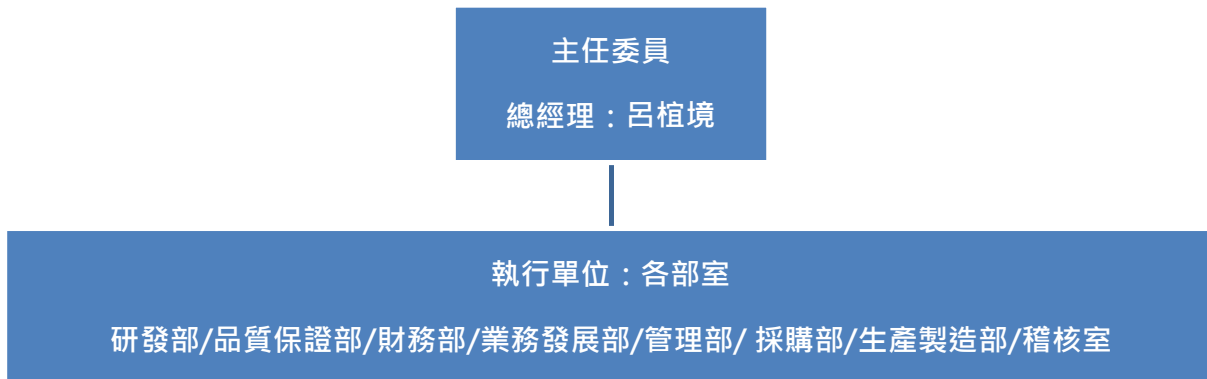 主任委員
總經理：呂植境
執行單位：各部室
研發部/品質保證部/財務部/業務發展部/管理部/ 採購部/生產製造部/稽核室